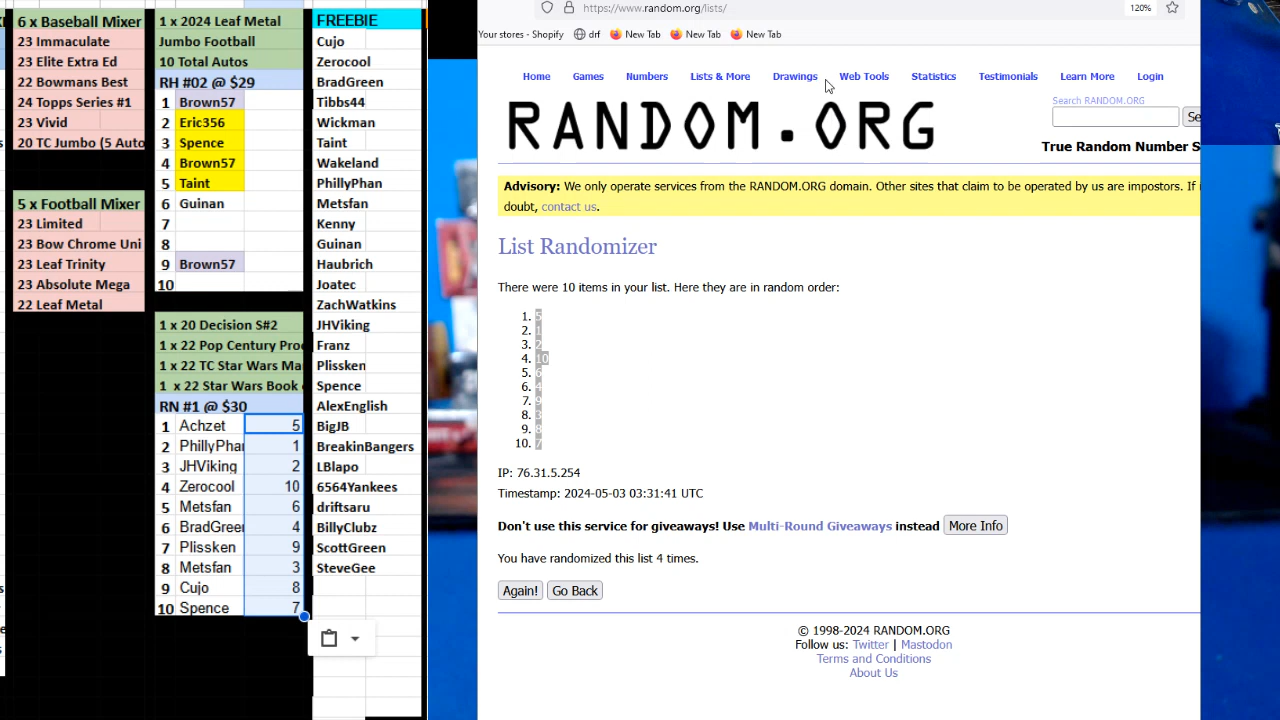 6 x Baseball Mixer
23 Immaculate
23 Elite Extra Ed
22 Bowmans Best
24 Topps Series #1
23 Vivid
20 TC Jumbo (5 Auto
5 x Football Mixer
23 Limited
23 Bow Chrome Uni
23 Leaf Trinity
23 Absolute Mega
22 Leaf Metal
1 x 2024 Leaf Metal
Jumbo Football
10 Total Autos
RH #02 @ $29
1 Brown57
2 Eric356
3 Spence
4 Brown57
5 Taint
6 Guinan
7
8
9 Brown57
10
1 x 20 Decision S#2
1 x 22 Pop Century Pro
1 x 22 TC Star Wars Ma
1 x 22 Star Wars Book
RN #1 @ $30
1 Achzet 5
2 PhillyPhan 1
3 JHViking 2
4 Zerocool 10
5 Metsfan 6
6 BradGreen 4
7 Plissken 9
8 Metsfan 3
9 Cujo 8
10 Spence 7
FREEBIE
Cujo
Zerocool
BradGreen
Tibbs44
Wickman
Taint
Wakeland
PhillyPhan
Metsfan
Kenny
Guinan
Haubrich
Joatec
ZachWatkins
JHViking
Franz
Plissken
Spence
AlexEnglish
BigJB
BreakinBangers
LBlapo
6564Yankees
driftsaru
BillyClubz
ScottGreen
SteveGee
https://www.random.org/lists/
120%
Your stores - Shopify drf New Tab New Tab New Tab
Home Games Numbers Lists & More Drawings Web Tools Statistics Testimonials Learn More Login
RANDOM.ORG
Search RANDOM.ORG
Se
True Random Number S
Advisory: We only operate services from the RANDOM.ORG domain. Other sites that claim to be operated by us are impostors. If
doubt, contact us.
List Randomizer
There were 10 items in your list. Here they are in random order:
1. 5
2. 1
3. 2
4. 10
5. 6
6. 4
7. 9
8. 3
9. 8
10. 7
IP: 76.31.5.254
Timestamp: 2024-05-03 03:31:41 UTC
Don't use this service for giveaways! Use Multi-Round Giveaways instead More Info
You have randomized this list 4 times.
Again! Go Back
© 1998-2024 RANDOM.ORG
Follow us: Twitter | Mastodon
Terms and Conditions
About Us